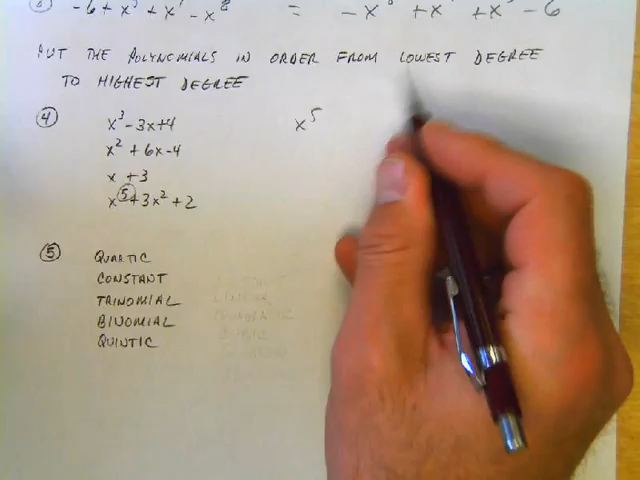 -6 + x³ + x⁷ - x⁸ = - x⁸ + x⁷ + x³ - 6
PUT THE POLYNOMIALS IN ORDER FROM LOWEST DEGREE
TO HIGHEST DEGREE
④ x³ - 3x + 4 x⁵
x² + 6x - 4
x + 3
x⁵ + 3x² + 2
⑤ QUARTIC
CONSTANT
TRINOMIAL
BINOMIAL
QUINTIC